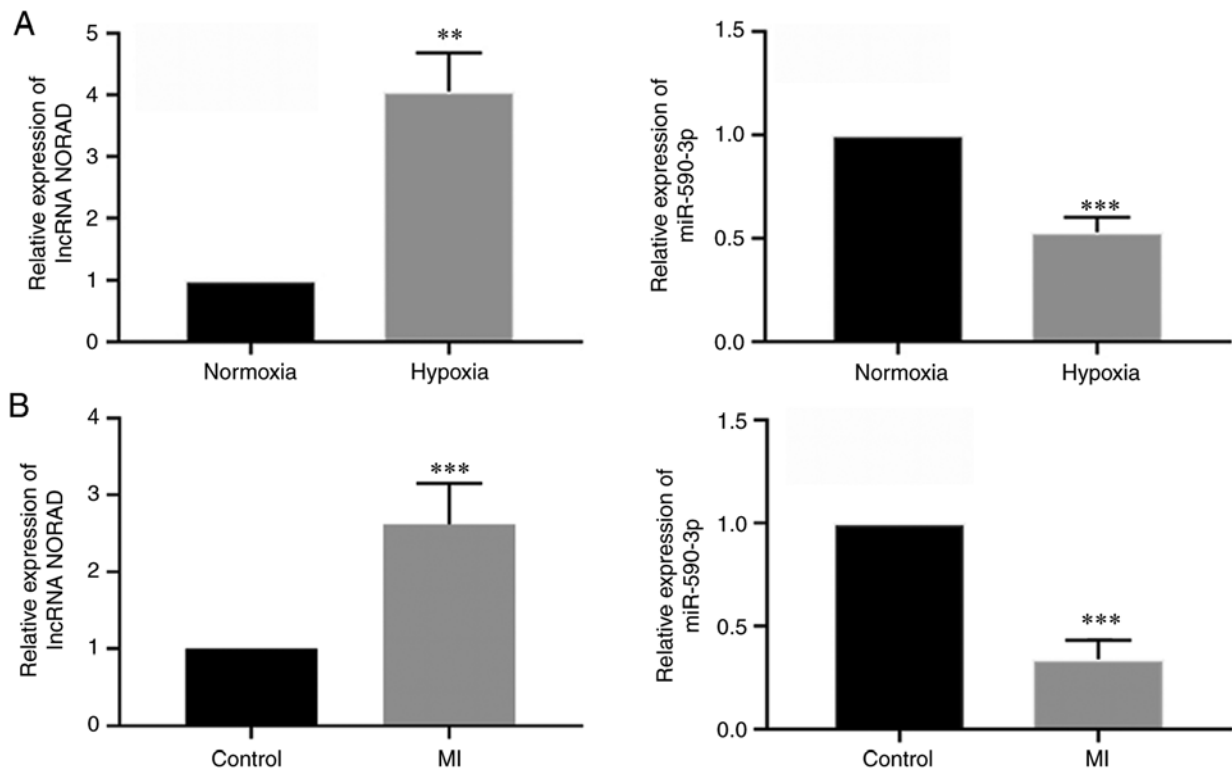 A
Relative expression of
lncRNA NORAD
5
4
3
2
1
0
**
Normoxia
Hypoxia
Relative expression of
miR-590-3p
1.5
1.0
0.5
0.0
***
Normoxia
Hypoxia
B
Relative expression of
lncRNA NORAD
4
3
2
1
0
***
Control
MI
Relative expression of
miR-590-3p
1.5
1.0
0.5
0.0
***
Control
MI